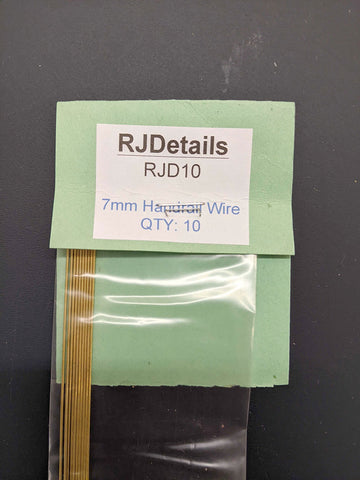 RJDetails
RJD10
7mm Handrail Wire
QTY: 10